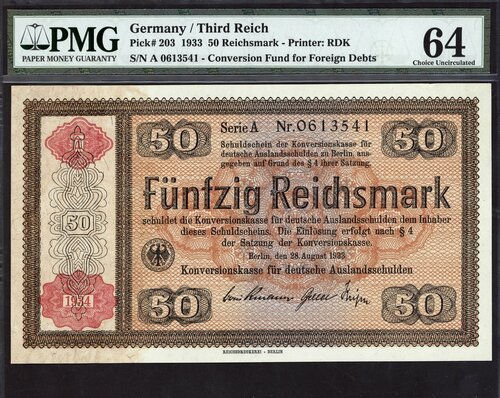 PMG
PAPER MONEY GUARANTY
Germany / Third Reich
Pick# 203 1933 50 Reichsmark - Printer: RDK
S/N A 0613541 - Conversion Fund for Foreign Debts
64
Choice Uncirculated
50
Serie A Nr. 0613541
50
Schuldschein der Konversionskasse für
deutsche Auslandsschulden zu Berlin, aus-
gegeben auf Grund des § 4 ihrer Satzung.
Fünfzig Reichsmark
schuldet die Konversionskasse für deutsche Auslandsschulden dem Inhaber
dieses Schuldscheins. Die Einlösung erfolgt nach § 4
der Satzung der Konversionskasse.
Berlin, den 28. August 1933
Konversionskasse für deutsche Auslandsschulden
50
1934
50
50
REICHSDRUCKEREI - BERLIN